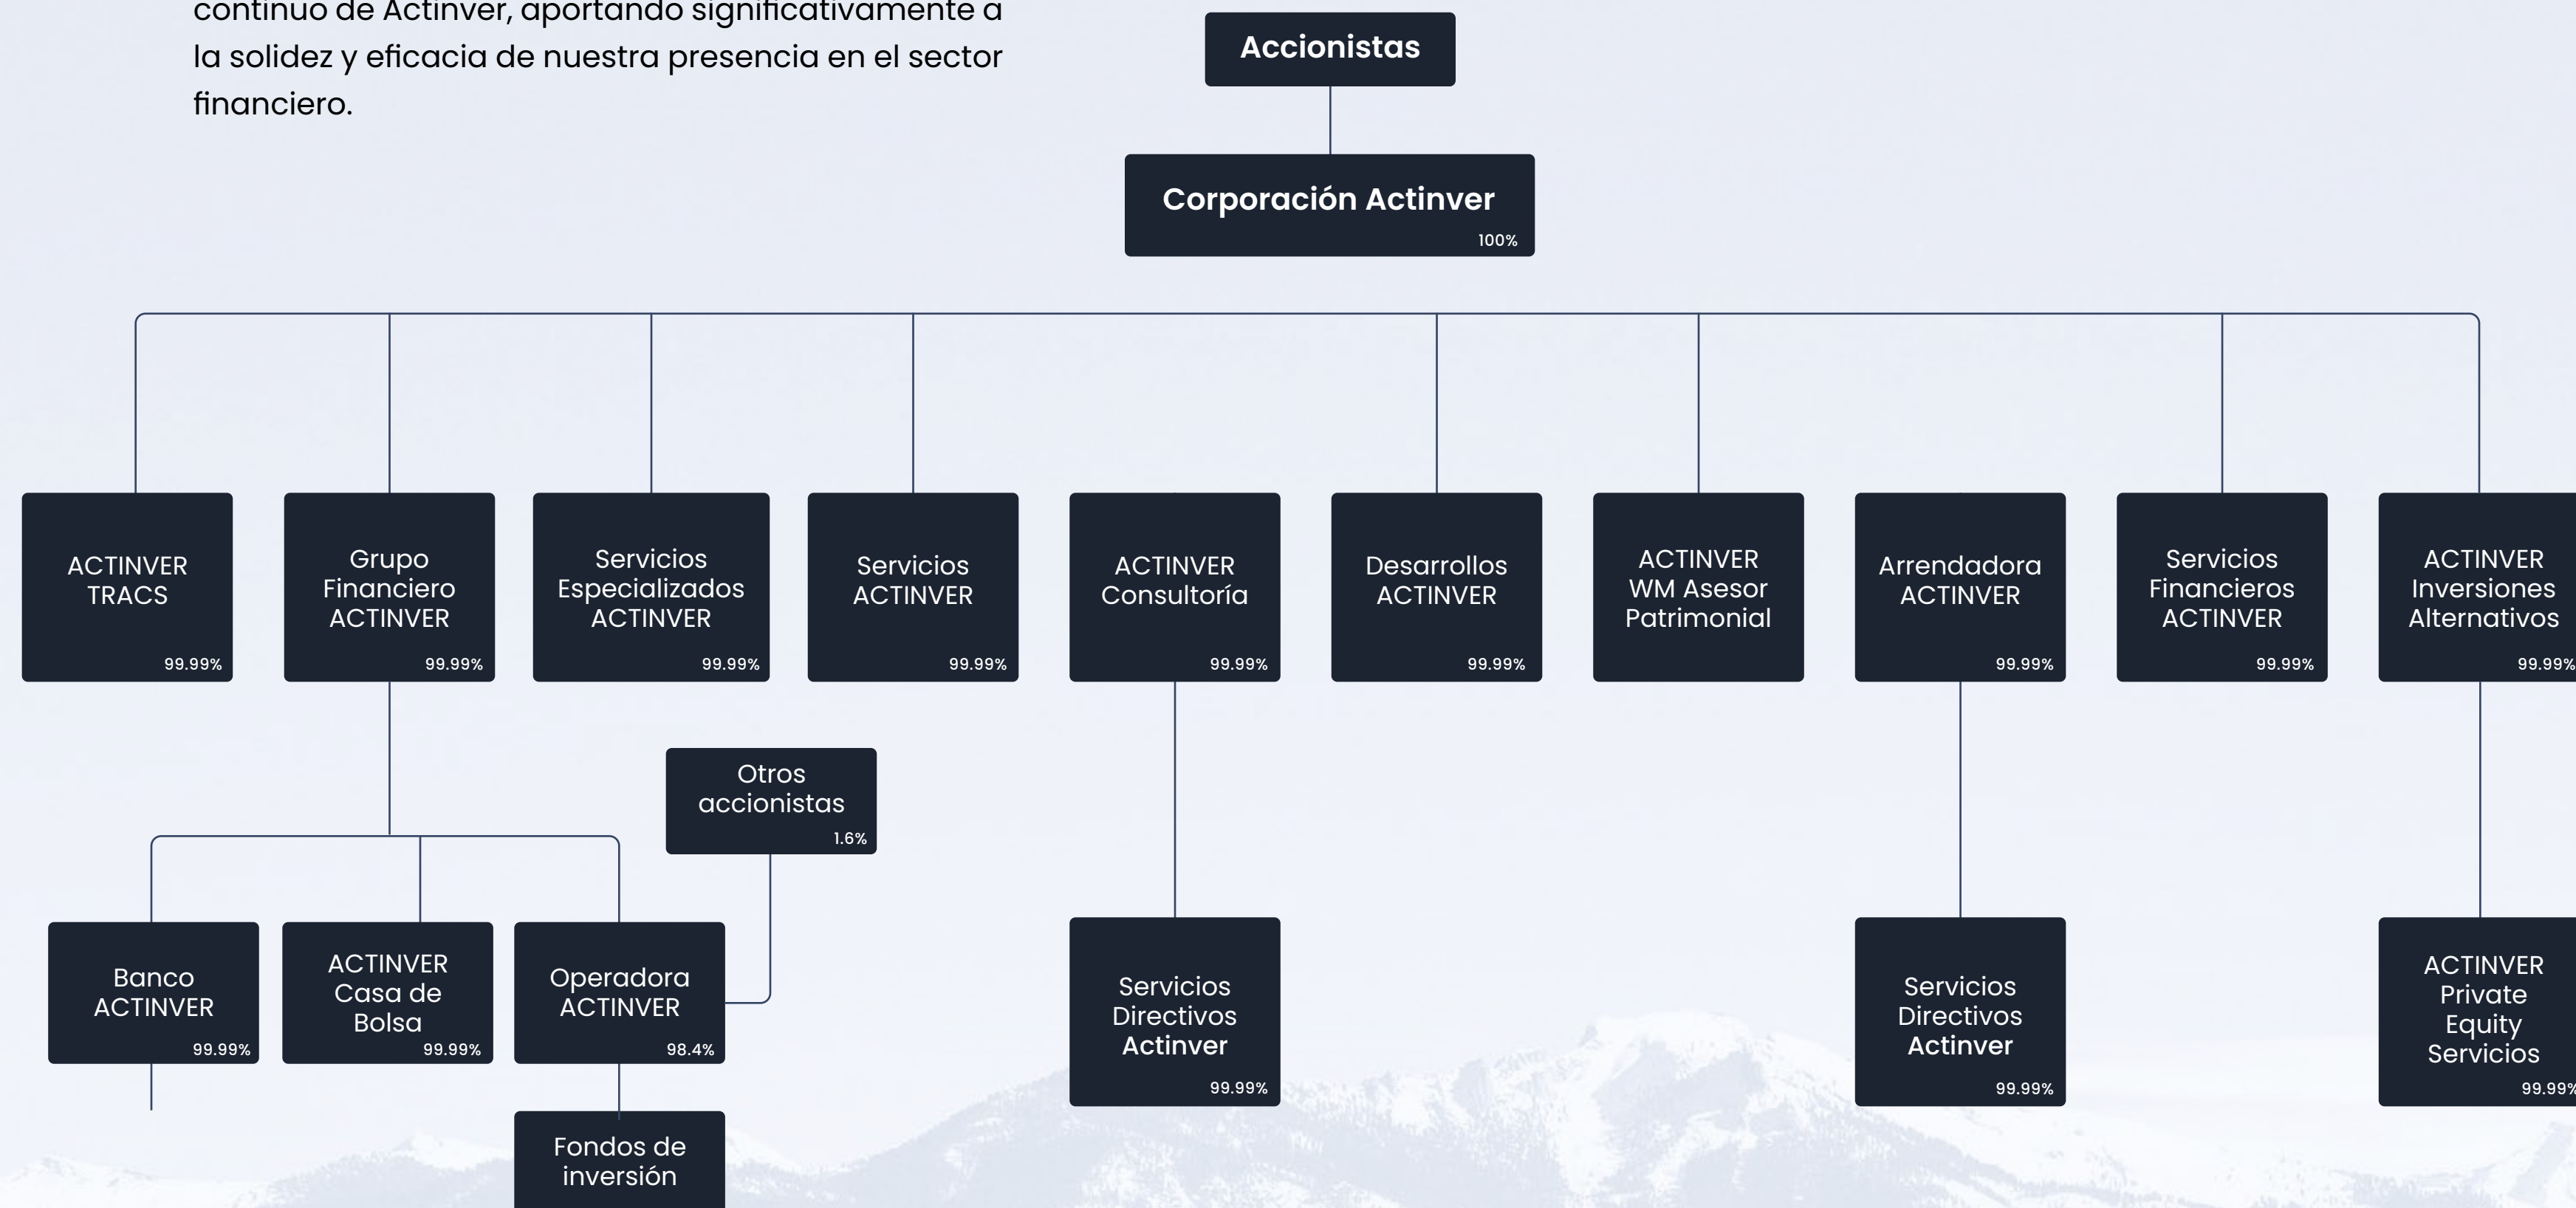 continuo de Actinver, aportando significativamente a
la solidez y eficacia de nuestra presencia en el sector
financiero.
Accionistas
Corporación Actinver
100%
ACTINVER
TRACS
99.99%
Grupo
Financiero
ACTINVER
99.99%
Servicios
Especializados
ACTINVER
99.99%
Servicios
ACTINVER
99.99%
ACTINVER
Consultoría
99.99%
Desarrollos
ACTINVER
99.99%
ACTINVER
WM Asesor
Patrimonial
Arrendadora
ACTINVER
99.99%
Servicios
Financieros
ACTINVER
99.99%
ACTINVER
Inversiones
Alternativos
99.99%
Otros
accionistas
1.6%
Banco
ACTINVER
99.99%
ACTINVER
Casa de
Bolsa
99.99%
Operadora
ACTINVER
98.4%
Servicios
Directivos
Actinver
99.99%
Servicios
Directivos
Actinver
99.99%
ACTINVER
Private
Equity
Servicios
99.99%
Fondos de
inversión